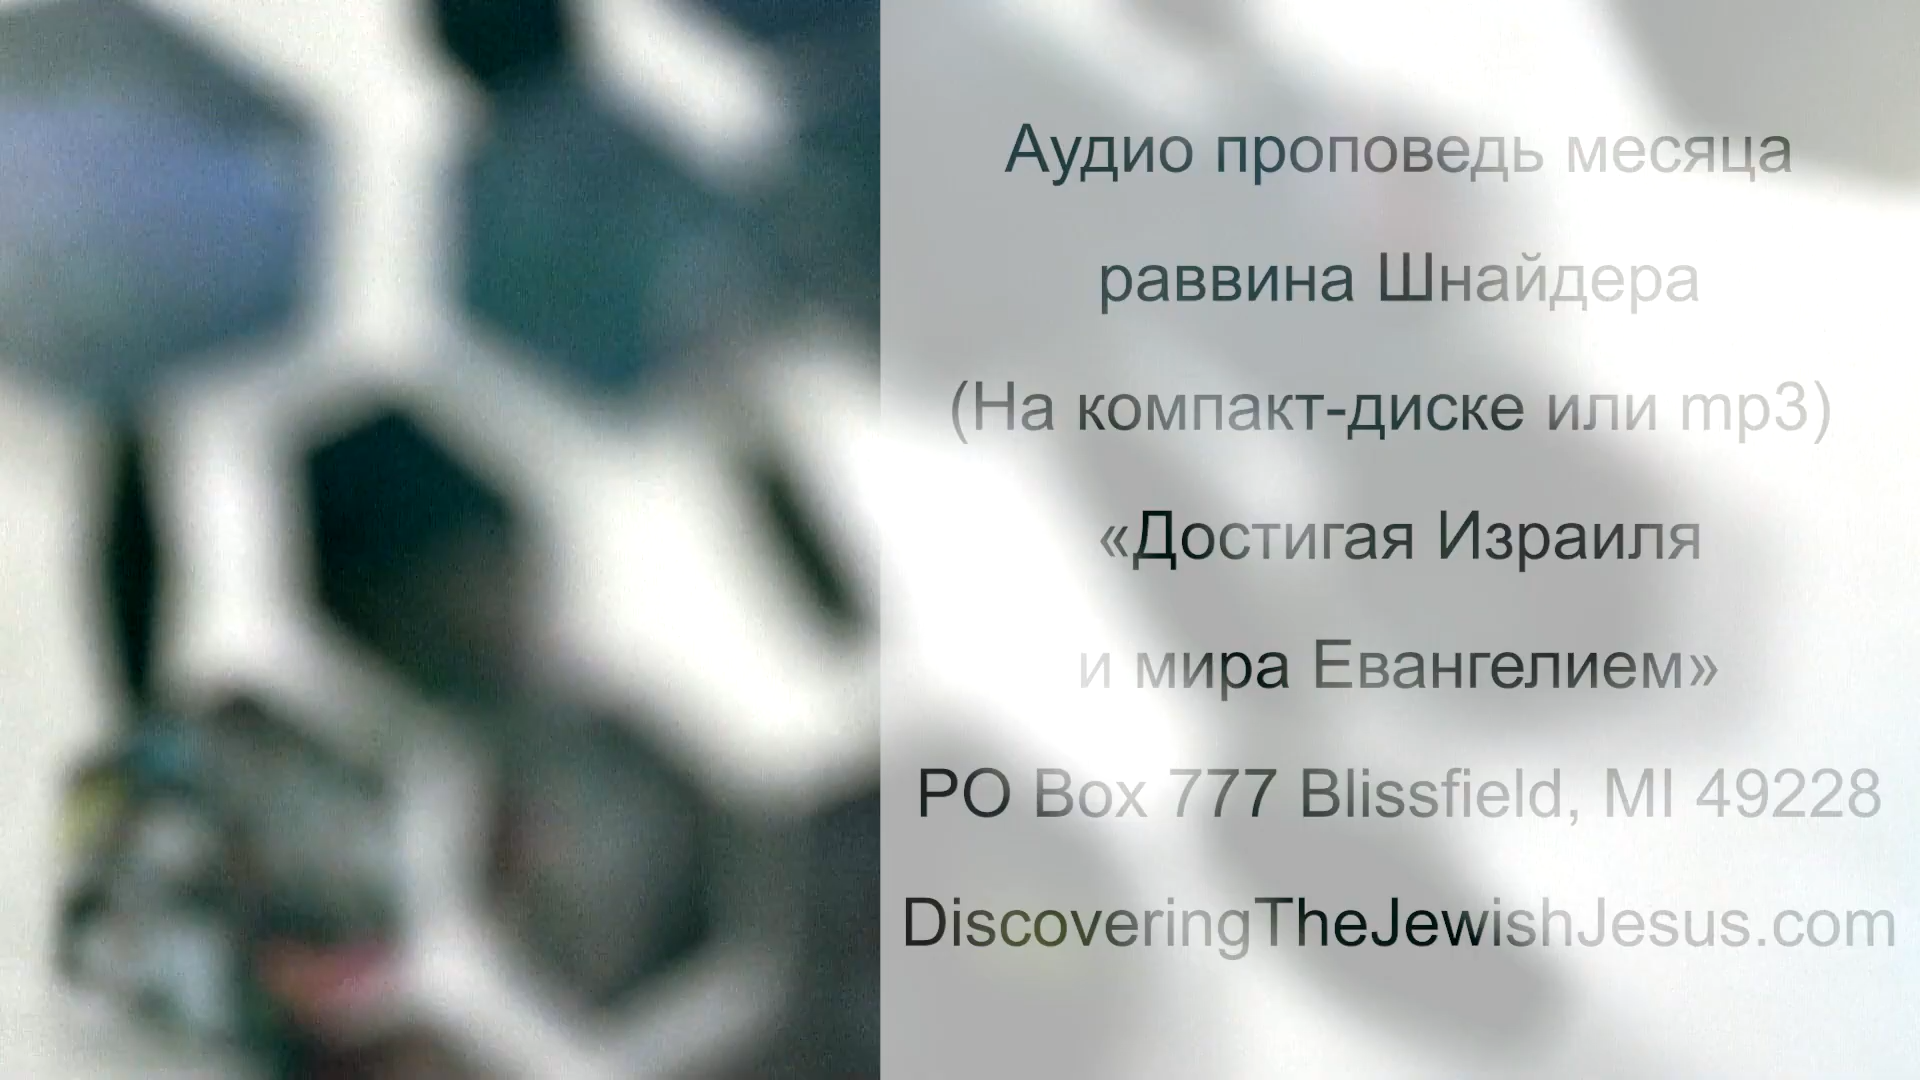 Аудио проповедь месяца
раввина Шнайдера
(На компакт-диске или mp3)
«Достигая Израиля
и мира Евангелием»
PO Box 777 Blissfield, MI 49228
DiscoveringTheJewishJesus.com